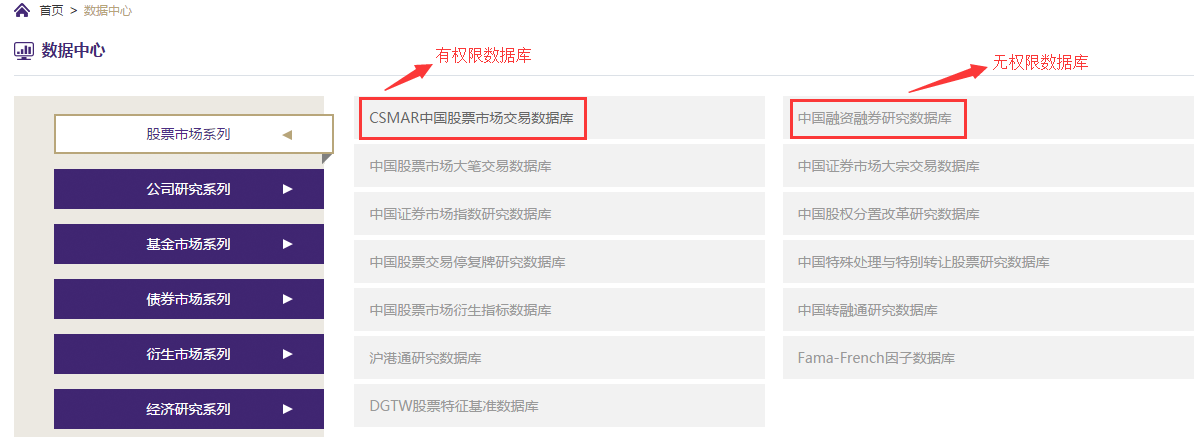 首页 > 数据中心
数据中心
有权限数据库
无权限数据库
股票市场系列
公司研究系列
基金市场系列
债券市场系列
衍生市场系列
经济研究系列
CSMAR中国股票市场交易数据库
中国融资融券研究数据库
中国股票市场大笔交易数据库
中国证券市场大宗交易数据库
中国证券市场指数研究数据库
中国股权分置改革研究数据库
中国股票交易停复牌研究数据库
中国特殊处理与特别转让股票研究数据库
中国股票市场衍生指标数据库
中国转融通研究数据库
沪港通研究数据库
Fama-French因子数据库
DGTW股票特征基准数据库